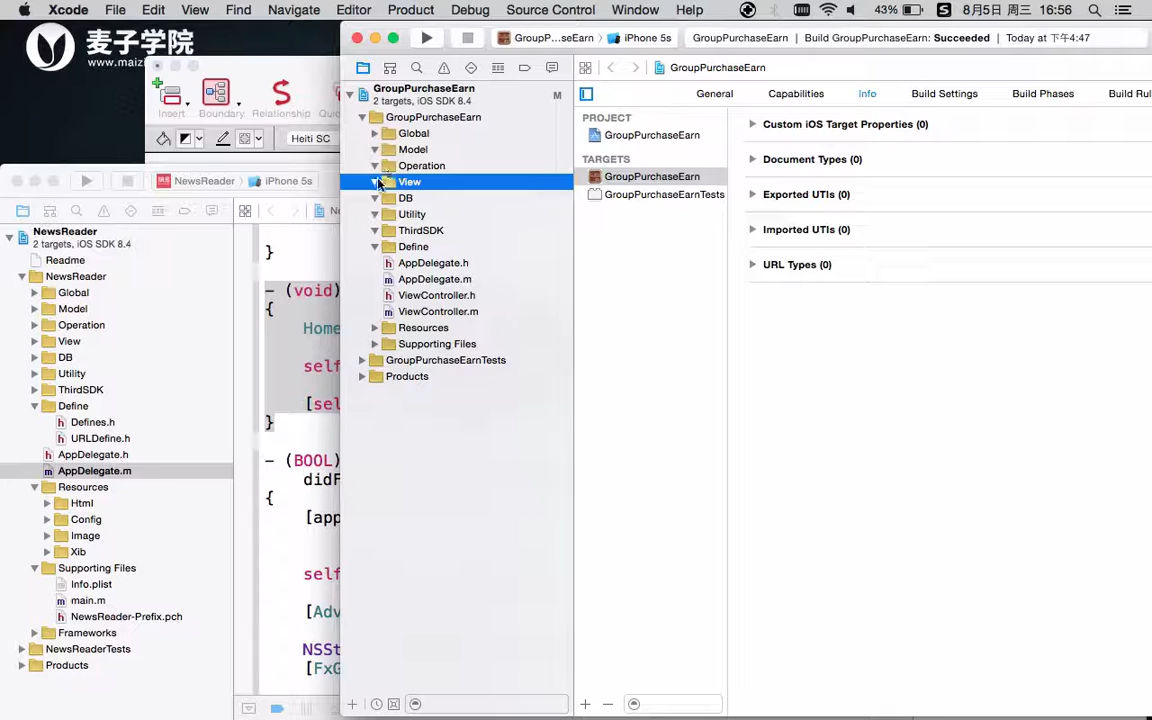 Xcode File Edit View Find Navigate Editor Product Debug Source Control Window Help 43% 8月5日 周三 16:56
麦子学院
www.maiz
Insert Boundary Relationship
Heiti SC
NewsReader iPhone 5s
NewsReader
2 targets, iOS SDK 8.4
Readme
NewsReader
Global
Model
Operation
View
DB
Utility
ThirdSDK
Define
Defines.h
URLDefine.h
AppDelegate.h
AppDelegate.m
Resources
Html
Config
Image
Xib
Supporting Files
Info.plist
main.m
NewsReader-Prefix.pch
Frameworks
NewsReaderTests
Products
}
- (void)
{
Home
self
[sel
}
- (BOOL)
didF
{
[app
self
[Adv
NSSt
[FxG
GroupP...seEarn iPhone 5s
GroupPurchaseEarn | Build GroupPurchaseEarn: Succeeded | Today at 下午4:47
GroupPurchaseEarn
2 targets, iOS SDK 8.4
M
GroupPurchaseEarn
Global
Model
Operation
View
DB
Utility
ThirdSDK
Define
AppDelegate.h
AppDelegate.m
ViewController.h
ViewController.m
Resources
Supporting Files
GroupPurchaseEarnTests
Products
GroupPurchaseEarn
General Capabilities Info Build Settings Build Phases Build Rul
PROJECT
GroupPurchaseEarn
TARGETS
GroupPurchaseEarn
GroupPurchaseEarnTests
Custom iOS Target Properties (0)
Document Types (0)
Exported UTIs (0)
Imported UTIs (0)
URL Types (0)